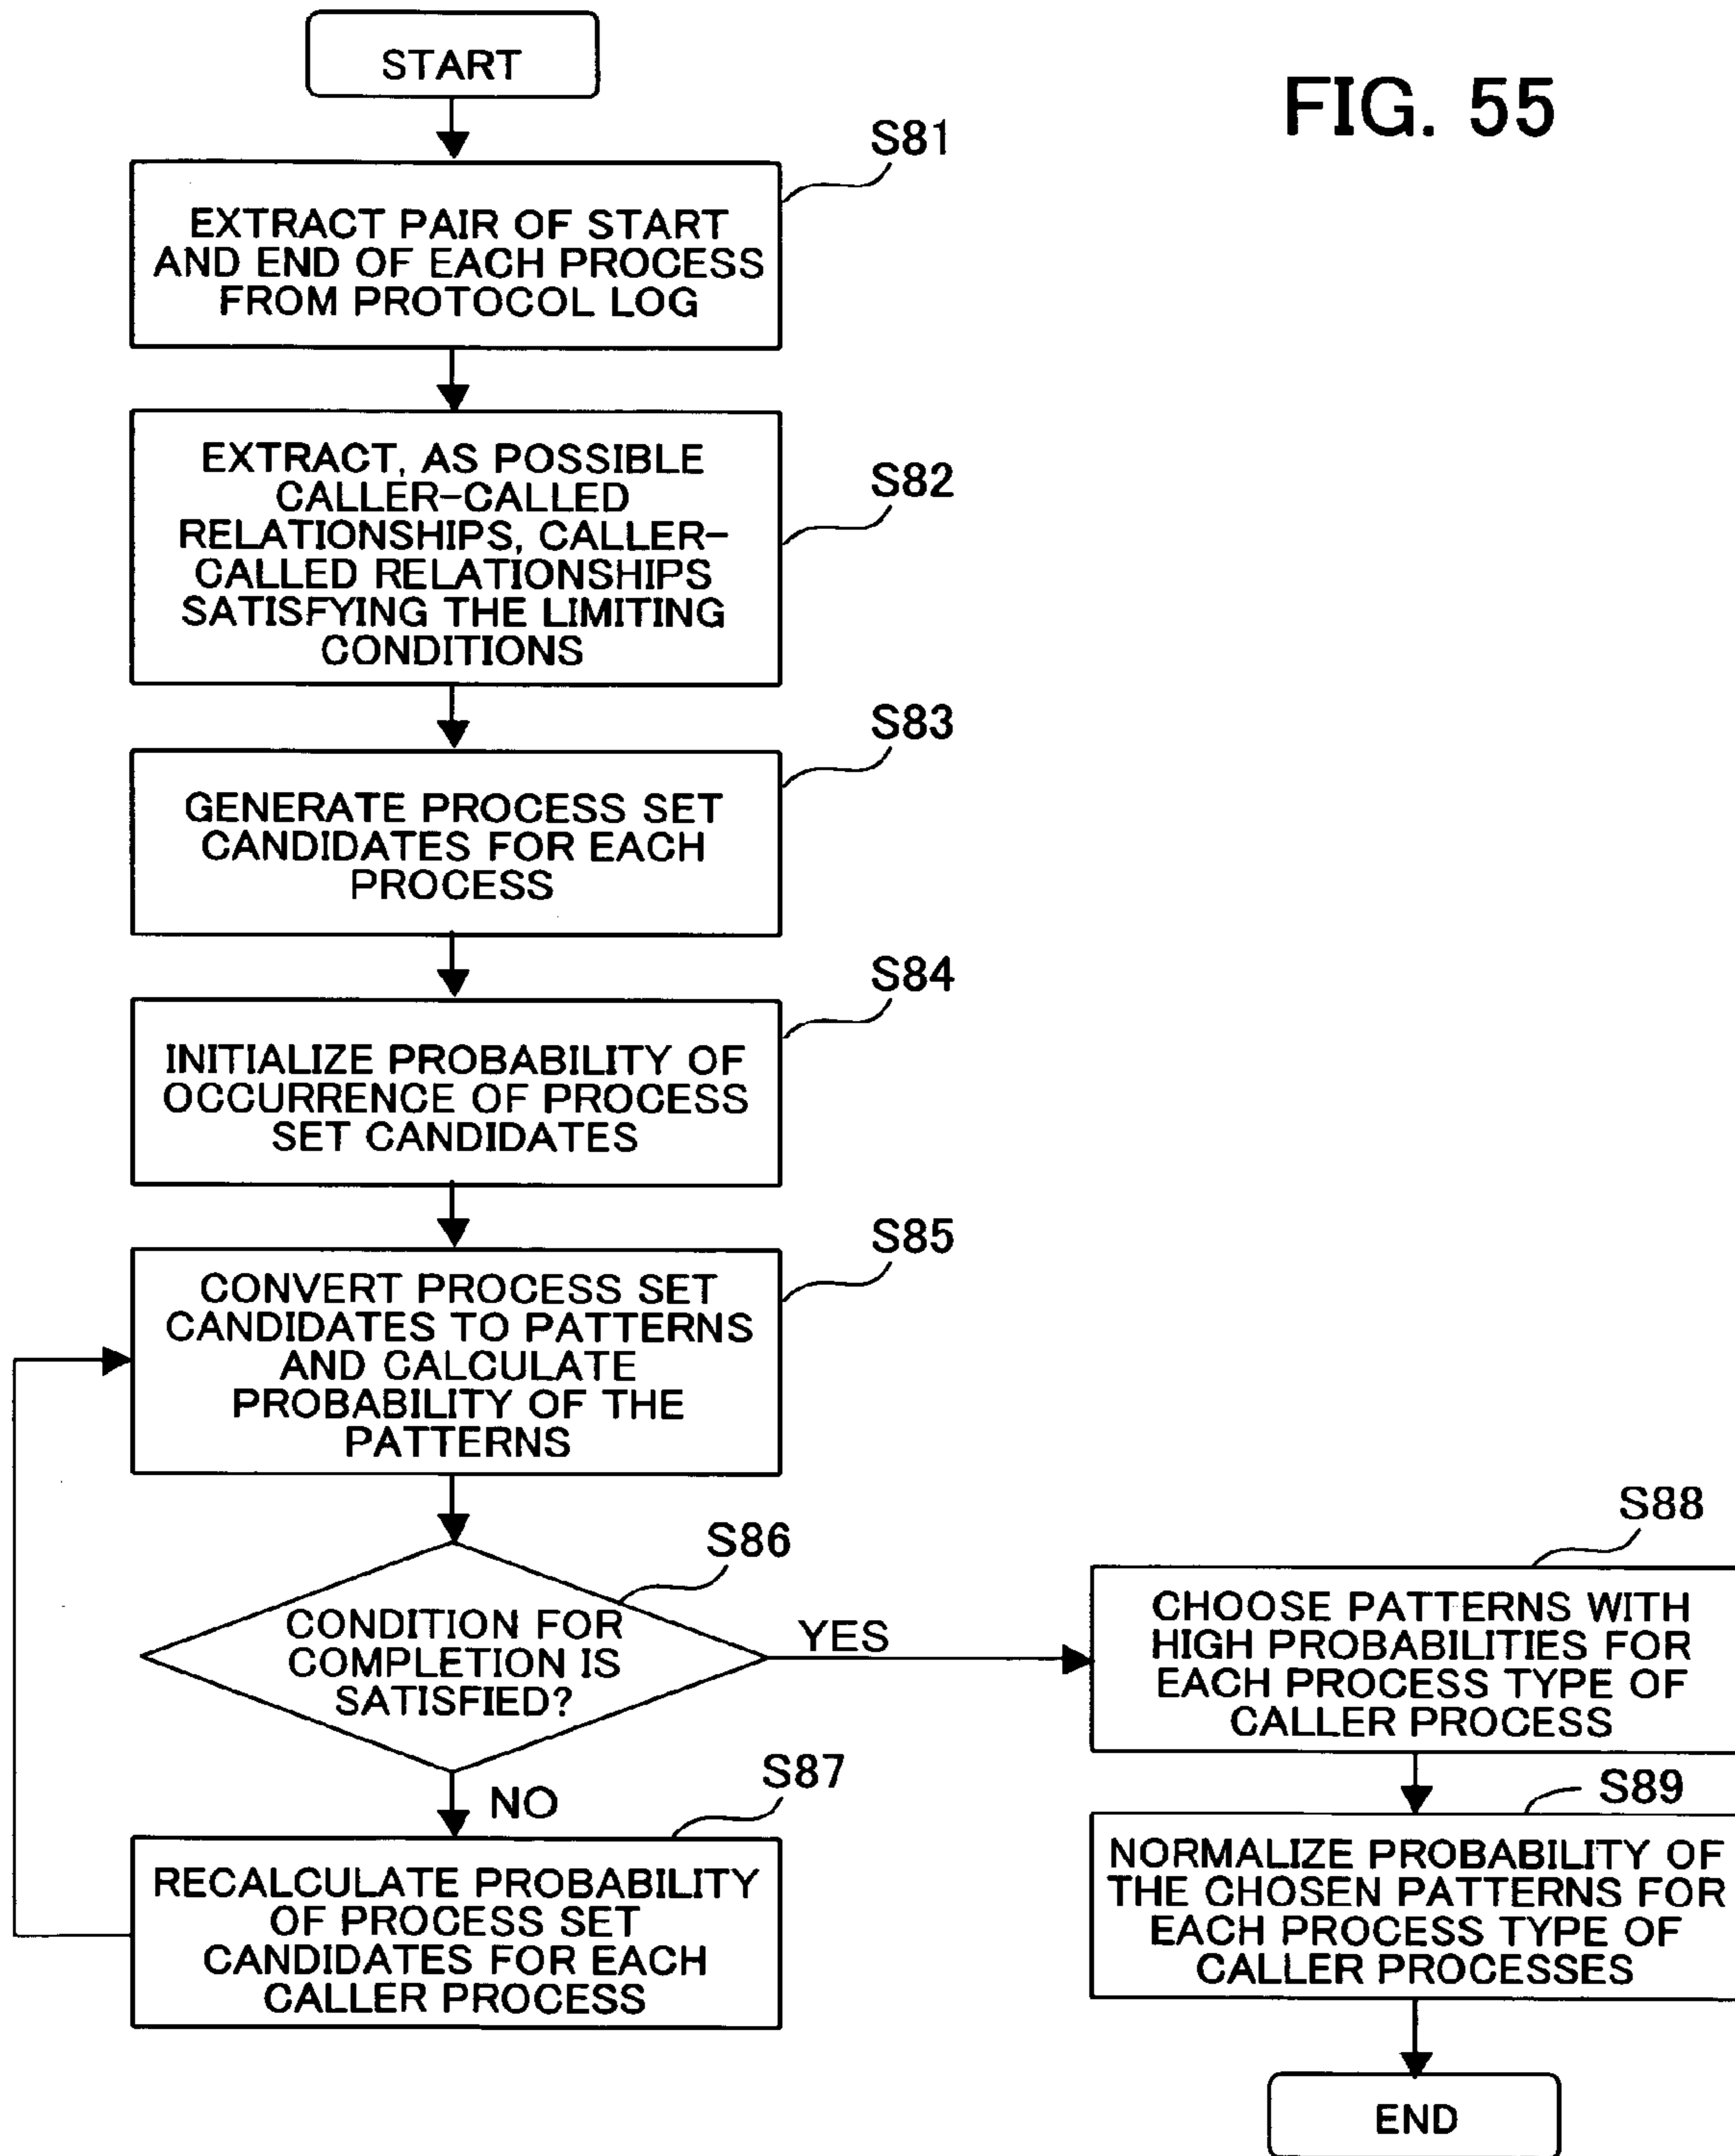 FIG. 55
START
S81
EXTRACT PAIR OF START
AND END OF EACH PROCESS
FROM PROTOCOL LOG
S82
EXTRACT, AS POSSIBLE
CALLER-CALLED
RELATIONSHIPS, CALLER-
CALLED RELATIONSHIPS
SATISFYING THE LIMITING
CONDITIONS
S83
GENERATE PROCESS SET
CANDIDATES FOR EACH
PROCESS
S84
INITIALIZE PROBABILITY OF
OCCURRENCE OF PROCESS
SET CANDIDATES
S85
CONVERT PROCESS SET
CANDIDATES TO PATTERNS
AND CALCULATE
PROBABILITY OF THE
PATTERNS
S86
CONDITION FOR
COMPLETION IS
SATISFIED?
YES
NO
S87
RECALCULATE PROBABILITY
OF PROCESS SET
CANDIDATES FOR EACH
CALLER PROCESS
S88
CHOOSE PATTERNS WITH
HIGH PROBABILITIES FOR
EACH PROCESS TYPE OF
CALLER PROCESS
S89
NORMALIZE PROBABILITY OF
THE CHOSEN PATTERNS FOR
EACH PROCESS TYPE OF
CALLER PROCESSES
END